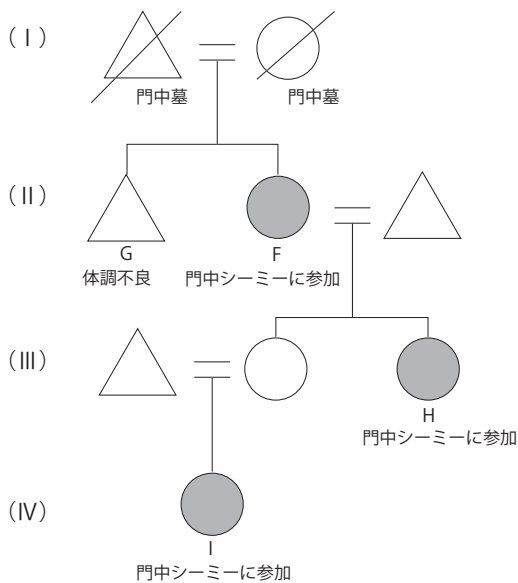 (Ⅰ)
門中墓
門中墓
(Ⅱ)
G
体調不良
F
門中シーミーに参加
(Ⅲ)
H
門中シーミーに参加
(Ⅳ)
I
門中シーミーに参加